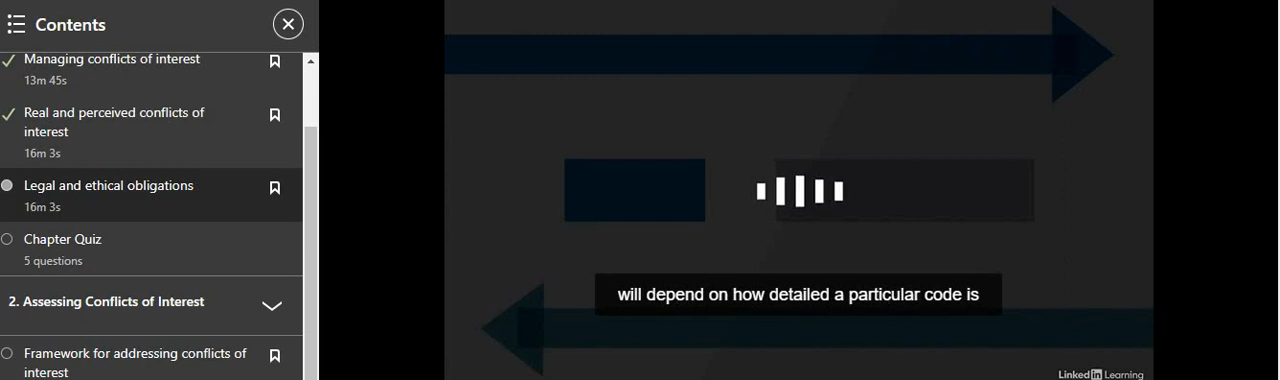 Contents
Managing conflicts of interest
13m 45s
Real and perceived conflicts of
interest
16m 3s
Legal and ethical obligations
16m 3s
Chapter Quiz
5 questions
2. Assessing Conflicts of Interest
Framework for addressing conflicts of
interest
will depend on how detailed a particular code is
Linked in Learning